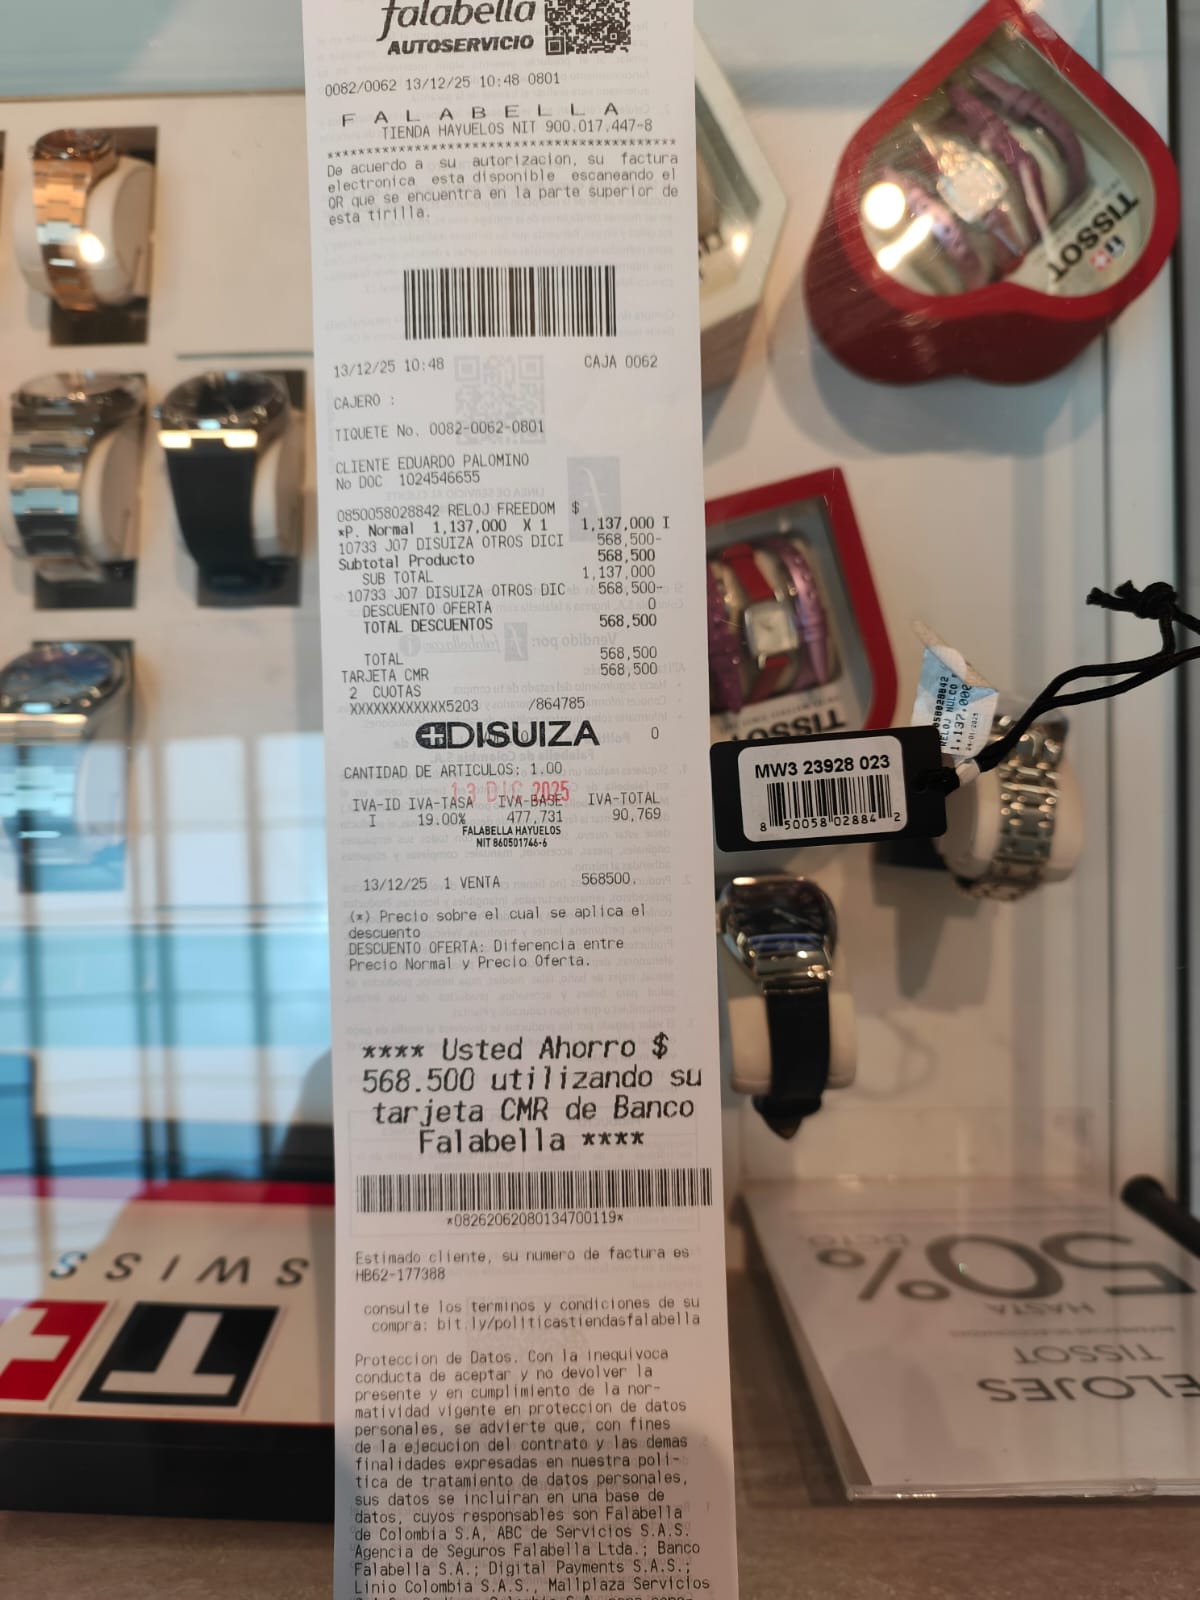 falabella
AUTOSERVICIO
0082/0062 13/12/25 10:48 0801
F A L A B E L L A
TIENDA HAYUELOS NIT 900.017.447-8
****************************************
De acuerdo a su autorizacion, su factura
electronica esta disponible escaneando el
QR que se encuentra en la parte superior de
esta tirilla.
13/12/25 10:48 CAJA 0062
CAJERO :
TIQUETE No. 0082-0062-0801
CLIENTE EDUARDO PALOMINO
No DOC 1024546655
0850058028842 RELOJ FREEDOM $
*P. Normal 1,137,000 X 1 1,137,000 I
10733 J07 DISUIZA OTROS DICI 568,500-
Subtotal Producto 568,500
SUB TOTAL 1,137,000
10733 J07 DISUIZA OTROS DIC 568,500-
DESCUENTO OFERTA 0
TOTAL DESCUENTOS 568,500
TOTAL 568,500
TARJETA CMR 568,500
2 CUOTAS
XXXXXXXXXXXX5203 /864785
DISUIZA 0
CANTIDAD DE ARTICULOS: 1.00
13 DIC 2025
IVA-ID IVA-TASA IVA-BASE IVA-TOTAL
I 19.00% 477,731 90,769
FALABELLA HAYUELOS
NIT 860501746-6
13/12/25 1 VENTA 568500.
(*) Precio sobre el cual se aplica el
descuento
DESCUENTO OFERTA: Diferencia entre
Precio Normal y Precio Oferta.
**** Usted Ahorro $
568.500 utilizando su
tarjeta CMR de Banco
Falabella ****
*08262062080134700119*
Estimado cliente, su numero de factura es
HB62-177388
consulte los terminos y condiciones de su
compra: bit.ly/politicastiendasfalabella
Proteccion de Datos. Con la inequivoca
conducta de aceptar y no devolver la
presente y en cumplimiento de la nor-
matividad vigente en proteccion de datos
personales, se advierte que, con fines
de la ejecucion del contrato y las demas
finalidades expresadas en nuestra poli-
tica de tratamiento de datos personales,
sus datos se incluiran en una base de
datos, cuyos responsables son Falabella
de Colombia S.A, ABC de Servicios S.A.S.
Agencia de Seguros Falabella Ltda.; Banco
Falabella S.A.; Digital Payments S.A.S.;
Linio Colombia S.A.S., Mallplaza Servicios
TISSOT
TISSOT
RELOJ NULCO
1,137,000
MW3 23928 023
8 50058 02884 2
SWISS
T
50%
DCTO
HASTA
TISSOT
RELOJES